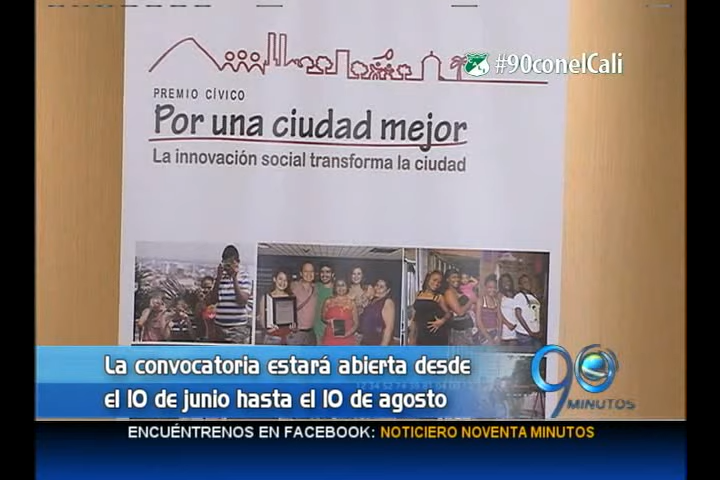 #90conelCali
PREMIO CÍVICO
Por una ciudad mejor
La innovación social transforma la ciudad
La convocatoria estará abierta desde
el 10 de junio hasta el 10 de agosto
90
MINUTOS
ENCUÉNTRENOS EN FACEBOOK: NOTICIERO NOVENTA MINUTOS